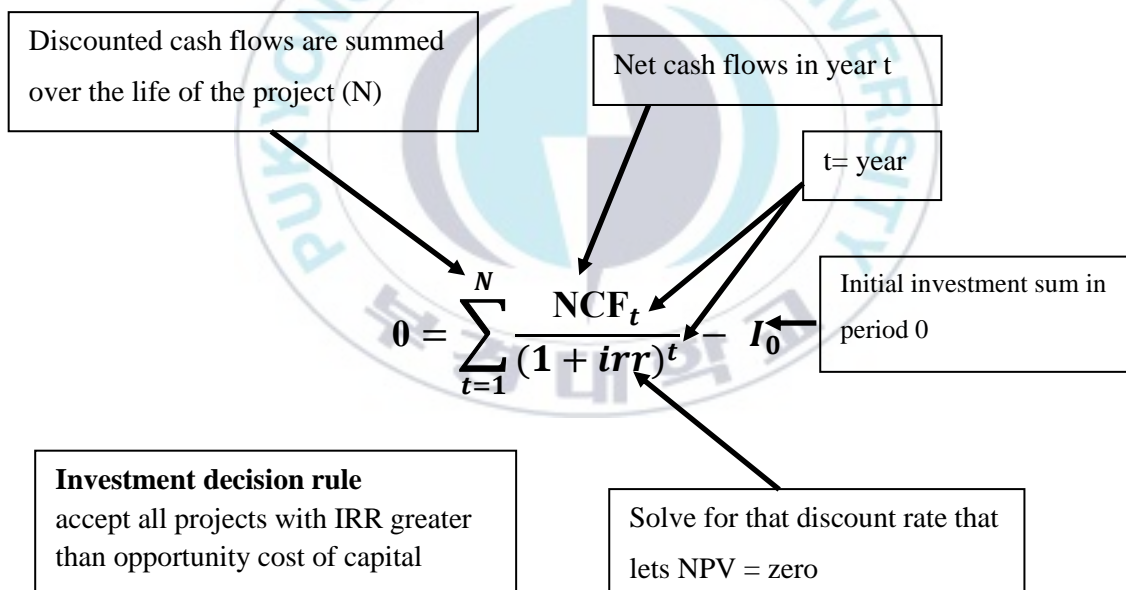 Discounted cash flows are summed
over the life of the project (N)
Net cash flows in year t
t= year
Initial investment sum in
period 0
0 = \sum_{t=1}^{N} \frac{NCF_t}{(1 + irr)^t} - I_0
Investment decision rule
accept all projects with IRR greater
than opportunity cost of capital
Solve for that discount rate that
lets NPV = zero